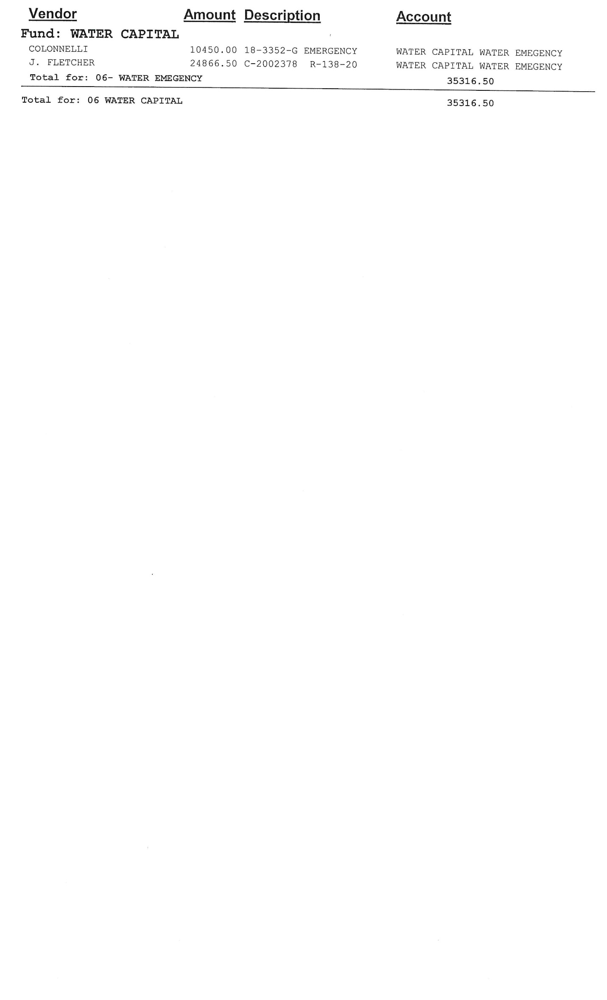 Vendor Amount Description Account
Fund: WATER CAPITAL
COLONNELLI 10450.00 18-3352-G EMERGENCY WATER CAPITAL WATER EMEGENCY
J. FLETCHER 24866.50 C-2002378 R-138-20 WATER CAPITAL WATER EMEGENCY
Total for: 06- WATER EMEGENCY 35316.50
Total for: 06 WATER CAPITAL 35316.50